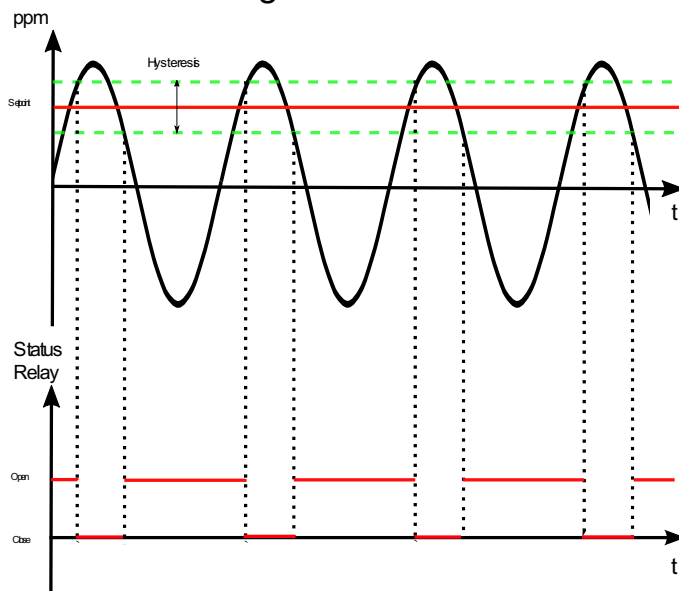 ppm
Hysteresis
Setpoint
t
Status
Relay
Open
Close
t